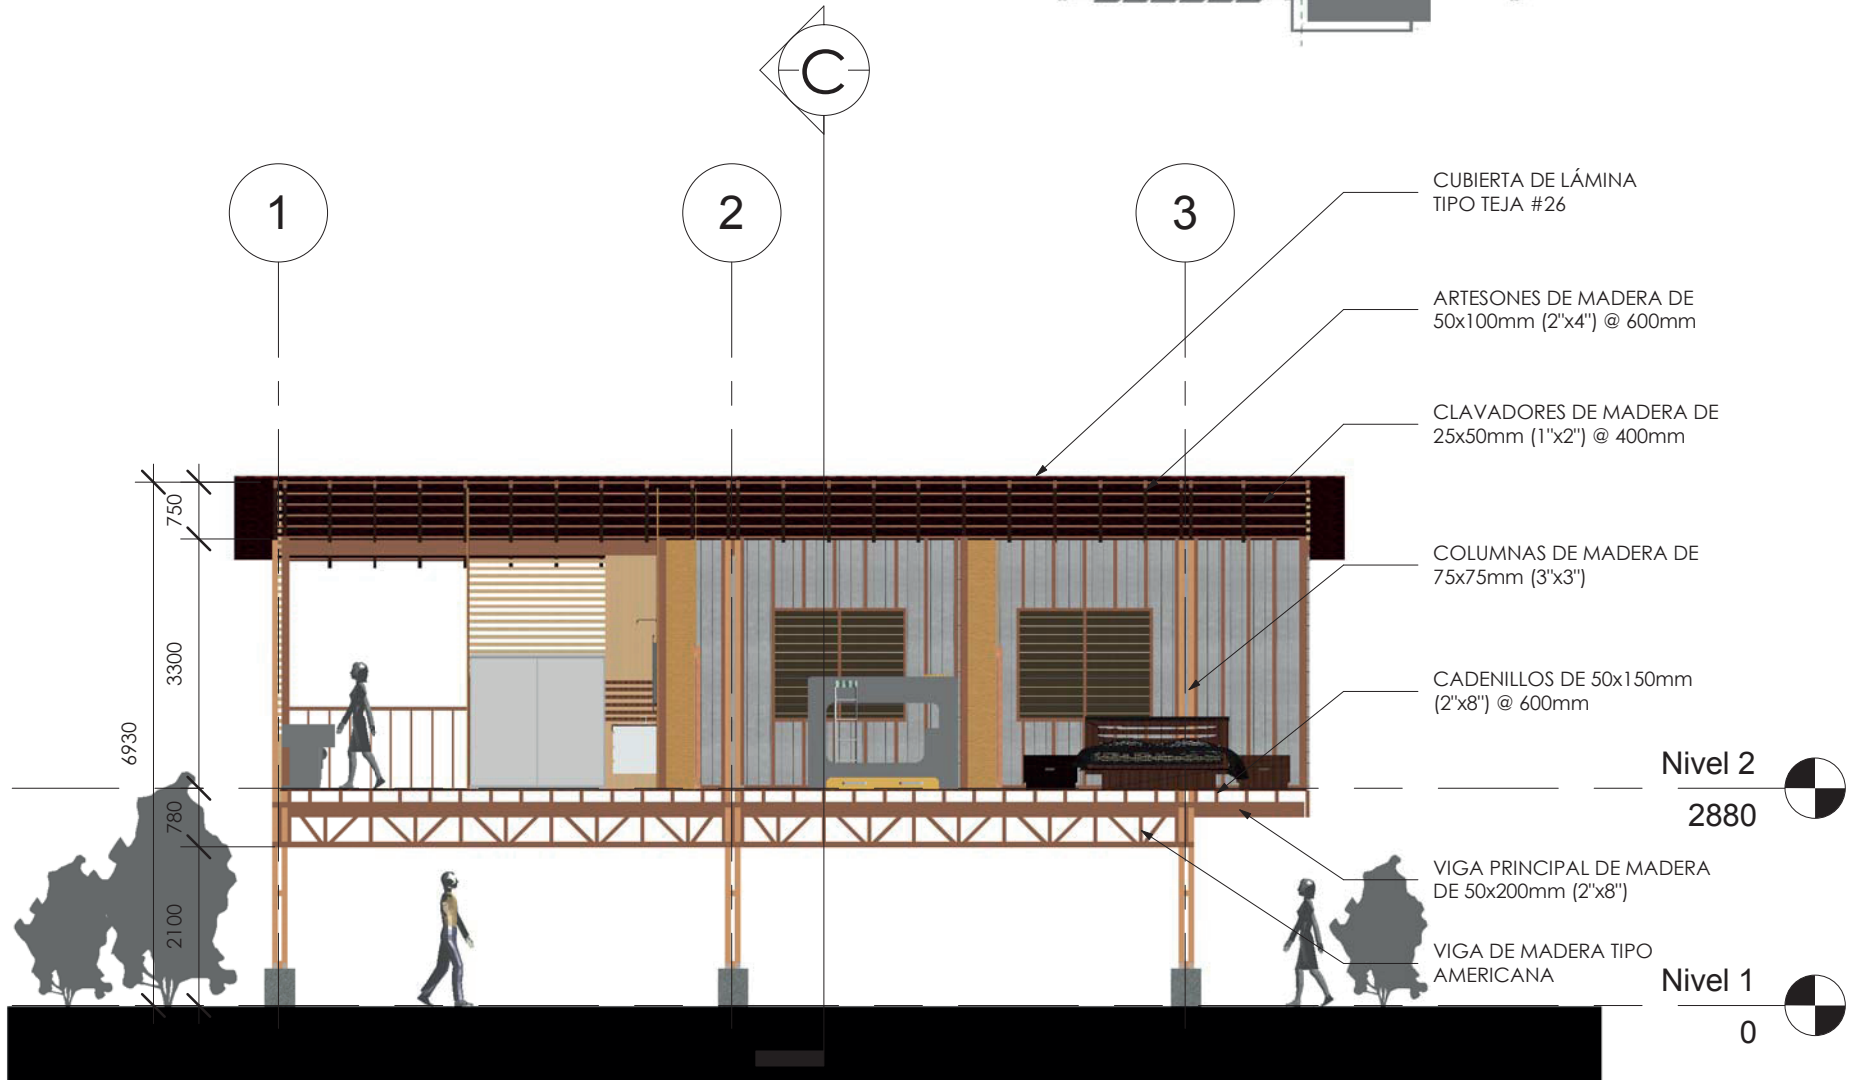 C
1
2
3
CUBIERTA DE LÁMINA
TIPO TEJA #26
ARTESONES DE MADERA DE
50x100mm (2"x4") @ 600mm
CLAVADORES DE MADERA DE
25x50mm (1"x2") @ 400mm
COLUMNAS DE MADERA DE
75x75mm (3"x3")
CADENILLOS DE 50x150mm
(2"x8") @ 600mm
VIGA PRINCIPAL DE MADERA
DE 50x200mm (2"x8")
VIGA DE MADERA TIPO
AMERICANA
750
3300
6930
780
2100
Nivel 2
2880
Nivel 1
0